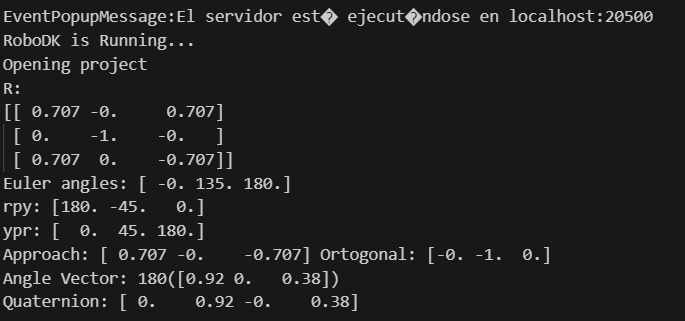 EventPopupMessage:El servidor est� ejecut�ndose en localhost:20500
RoboDK is Running...
Opening project
R:
[[ 0.707 -0.     0.707]
 [ 0.    -1.    -0.   ]
 [ 0.707  0.    -0.707]]
Euler angles: [ -0. 135. 180.]
rpy: [180. -45.   0.]
ypr: [  0.  45. 180.]
Approach: [ 0.707 -0.    -0.707] Ortogonal: [-0. -1.  0.]
Angle Vector: 180([0.92 0.   0.38])
Quaternion: [ 0.    0.92 -0.    0.38]